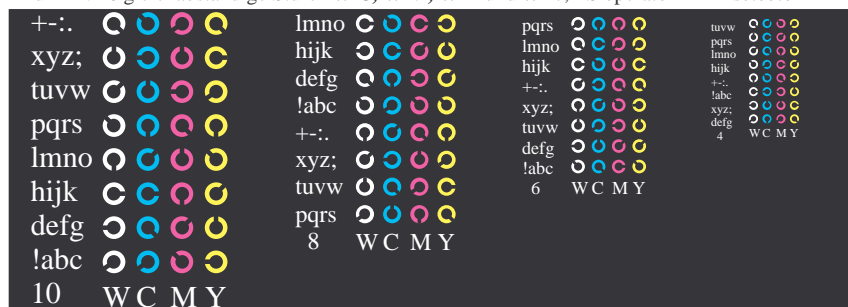 +-:.
xyz;
tuvw
pqrs
lmno
hijk
defg
!abc
10 W C M Y
lmno
hijk
defg
!abc
+-:.
xyz;
tuvw
pqrs
8 W C M Y
pqrs
lmno
hijk
+-:.
xyz;
tuvw
defg
!abc
6 W C M Y
tuvw
pqrs
lmno
hijk
+-:.
!abc
xyz;
defg
4 W C M Y